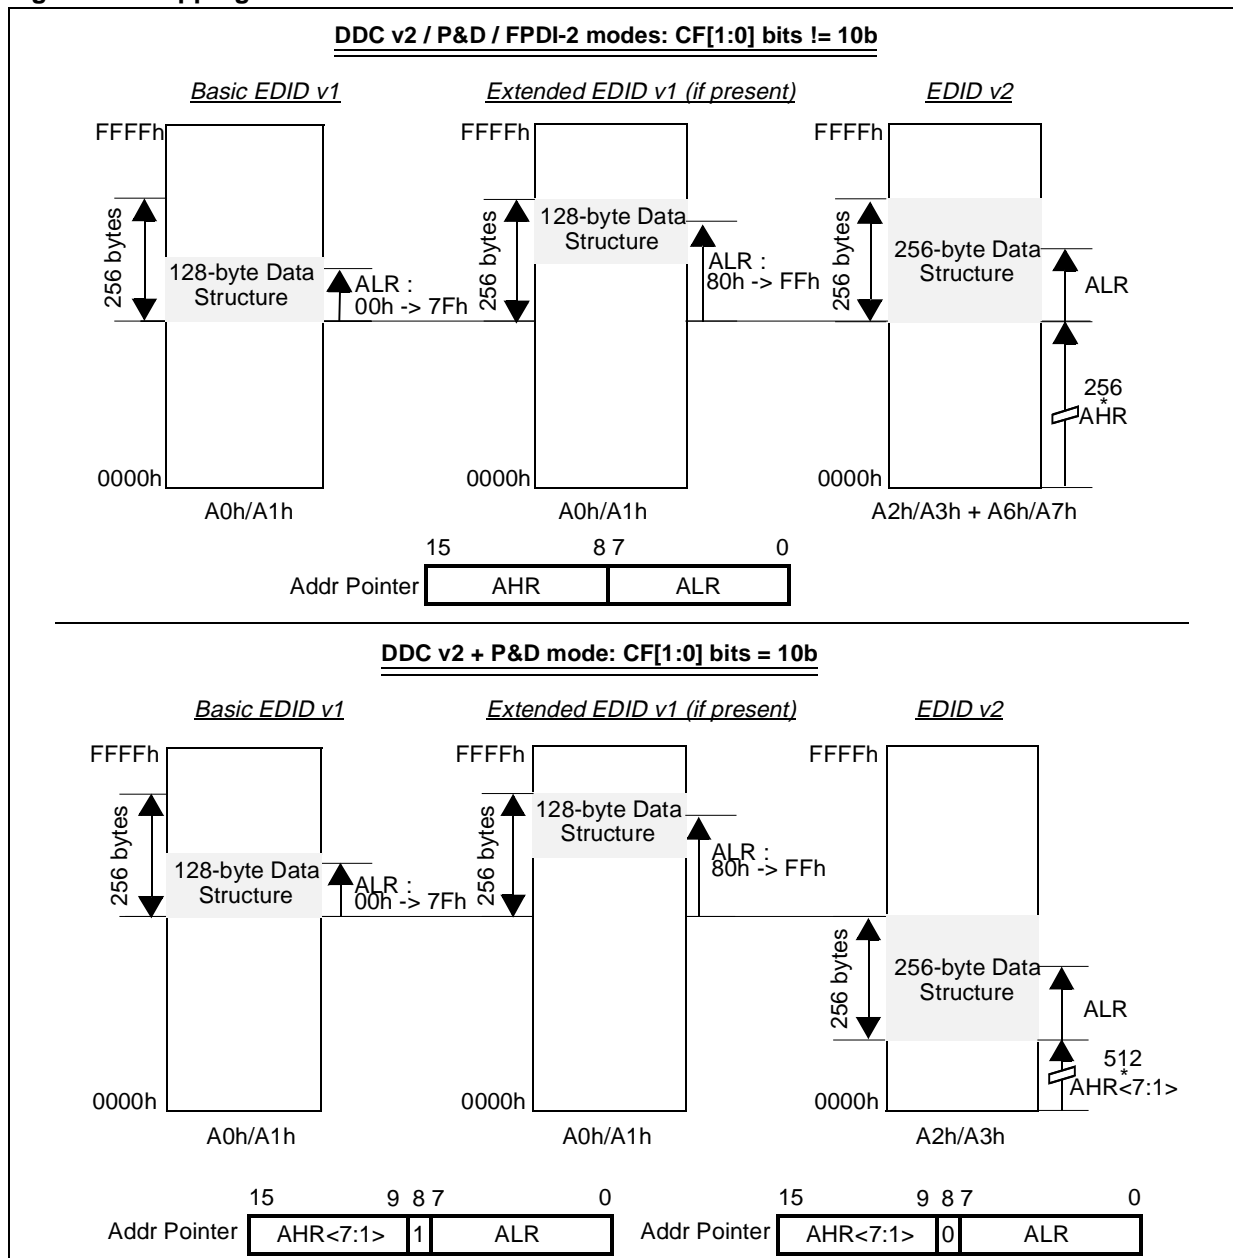 DDC v2 / P&D / FPDI-2 modes: CF[1:0] bits != 10b
Basic EDID v1
Extended EDID v1 (if present)
EDID v2
FFFFh
FFFFh
FFFFh
256 bytes
128-byte Data
Structure
ALR :
00h -> 7Fh
256 bytes
128-byte Data
Structure
ALR :
80h -> FFh
256 bytes
256-byte Data
Structure
ALR
256
*
AHR
0000h
0000h
0000h
A0h/A1h
A0h/A1h
A2h/A3h + A6h/A7h
15 8 7 0
Addr Pointer AHR ALR
DDC v2 + P&D mode: CF[1:0] bits = 10b
Basic EDID v1
Extended EDID v1 (if present)
EDID v2
FFFFh
FFFFh
FFFFh
256 bytes
128-byte Data
Structure
ALR :
00h -> 7Fh
256 bytes
128-byte Data
Structure
ALR :
80h -> FFh
256 bytes
256-byte Data
Structure
ALR
512
*
AHR<7:1>
0000h
0000h
0000h
A0h/A1h
A0h/A1h
A2h/A3h
15 9 8 7 0
Addr Pointer AHR<7:1> 1 ALR
15 9 8 7 0
Addr Pointer AHR<7:1> 0 ALR